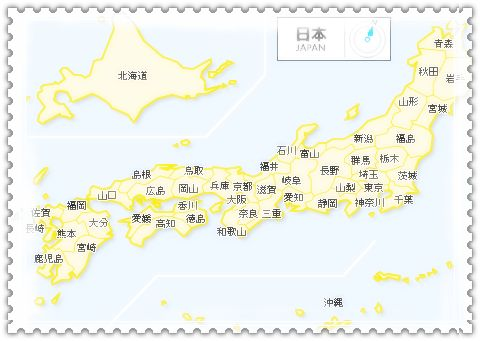 日本
JAPAN
北海道
青森
秋田
岩
山形
宮城
新潟
福島
石川
富山
群馬
栃木
福井
長野
埼玉
茨城
岐阜
山梨
東京
千葉
愛知
静岡
神奈川
島根
鳥取
兵庫
京都
滋賀
山口
広島
岡山
大阪
香川
奈良
三重
愛媛
高知
徳島
和歌山
佐賀
福岡
大分
長崎
熊本
宮崎
鹿児島
沖縄